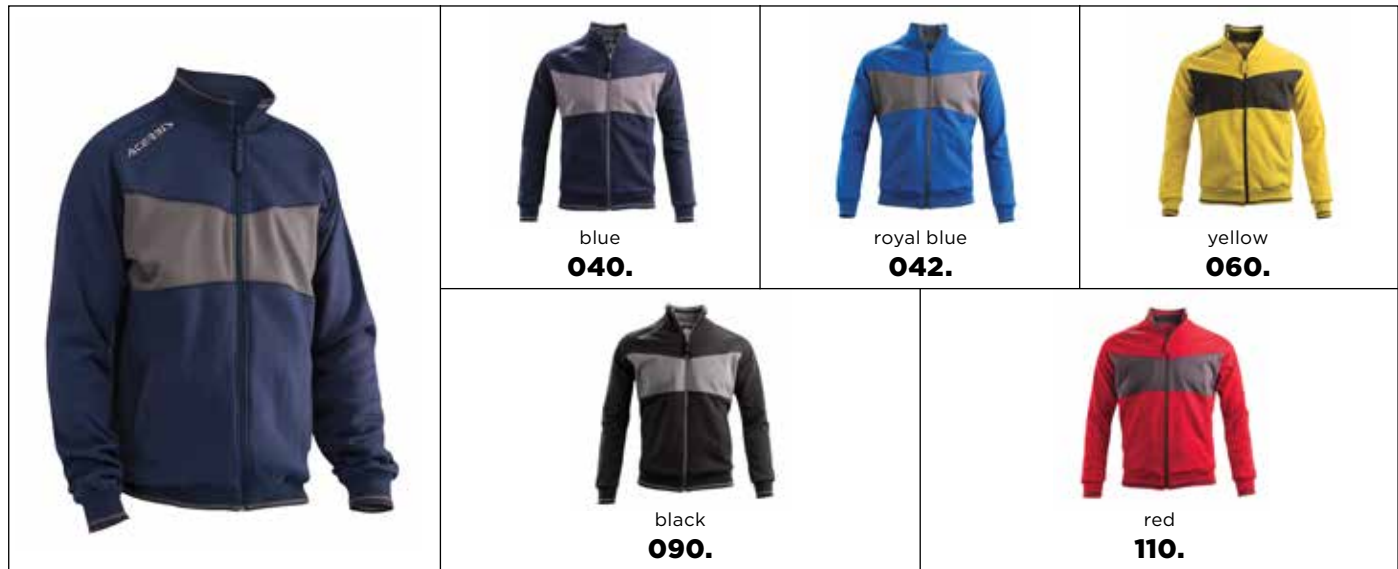 ACERBIS
blue
040.
royal blue
042.
yellow
060.
black
090.
red
110.